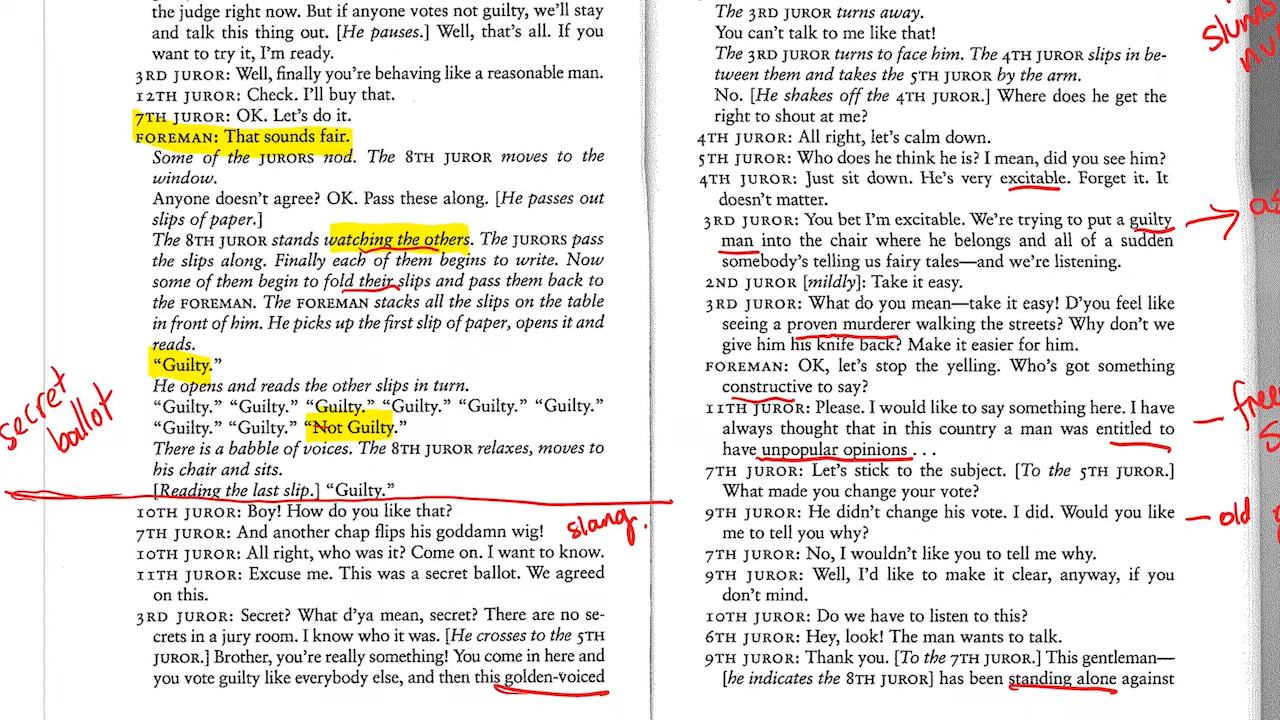 the judge right now. But if anyone votes not guilty, we'll stay
and talk this thing out. [He pauses.] Well, that's all. If you
want to try it, I'm ready.
3RD JUROR: Well, finally you're behaving like a reasonable man.
12TH JUROR: Check. I'll buy that.
7TH JUROR: OK. Let's do it.
FOREMAN: That sounds fair.
Some of the JURORS nod. The 8TH JUROR moves to the
window.
Anyone doesn't agree? OK. Pass these along. [He passes out
slips of paper.]
The 8TH JUROR stands watching the others. The JURORS pass
the slips along. Finally each of them begins to write. Now
some of them begin to fold their slips and pass them back to
the FOREMAN. The FOREMAN stacks all the slips on the table
in front of him. He picks up the first slip of paper, opens it and
reads.
"Guilty."
He opens and reads the other slips in turn.
"Guilty." "Guilty." "Guilty." "Guilty." "Guilty." "Guilty."
"Guilty." "Guilty." "Not Guilty."
There is a babble of voices. The 8TH JUROR relaxes, moves to
his chair and sits.
[Reading the last slip.] "Guilty."
secret
ballot
10TH JUROR: Boy! How do you like that?
7TH JUROR: And another chap flips his goddamn wig!
slang.
10TH JUROR: All right, who was it? Come on. I want to know.
11TH JUROR: Excuse me. This was a secret ballot. We agreed
on this.
3RD JUROR: Secret? What d'ya mean, secret? There are no se-
crets in a jury room. I know who it was. [He crosses to the 5TH
JUROR.] Brother, you're really something! You come in here and
you vote guilty like everybody else, and then this golden-voiced
The 3RD JUROR turns away.
You can't talk to me like that!
The 3RD JUROR turns to face him. The 4TH JUROR slips in be-
tween them and takes the 5TH JUROR by the arm.
No. [He shakes off the 4TH JUROR.] Where does he get the
right to shout at me?
4TH JUROR: All right, let's calm down.
5TH JUROR: Who does he think he is? I mean, did you see him?
4TH JUROR: Just sit down. He's very excitable. Forget it. It
doesn't matter.
3RD JUROR: You bet I'm excitable. We're trying to put a guilty
man into the chair where he belongs and all of a sudden
somebody's telling us fairy tales—and we're listening.
2ND JUROR [mildly]: Take it easy.
3RD JUROR: What do you mean—take it easy! D'you feel like
seeing a proven murderer walking the streets? Why don't we
give him his knife back? Make it easier for him.
FOREMAN: OK, let's stop the yelling. Who's got something
constructive to say?
11TH JUROR: Please. I would like to say something here. I have
always thought that in this country a man was entitled to
have unpopular opinions . . .
7TH JUROR: Let's stick to the subject. [To the 5TH JUROR.]
What made you change your vote?
9TH JUROR: He didn't change his vote. I did. Would you like
me to tell you why?
7TH JUROR: No, I wouldn't like you to tell me why.
9TH JUROR: Well, I'd like to make it clear, anyway, if you
don't mind.
10TH JUROR: Do we have to listen to this?
6TH JUROR: Hey, look! The man wants to talk.
9TH JUROR: Thank you. [To the 7TH JUROR.] This gentleman—
[he indicates the 8TH JUROR] has been standing alone against
old